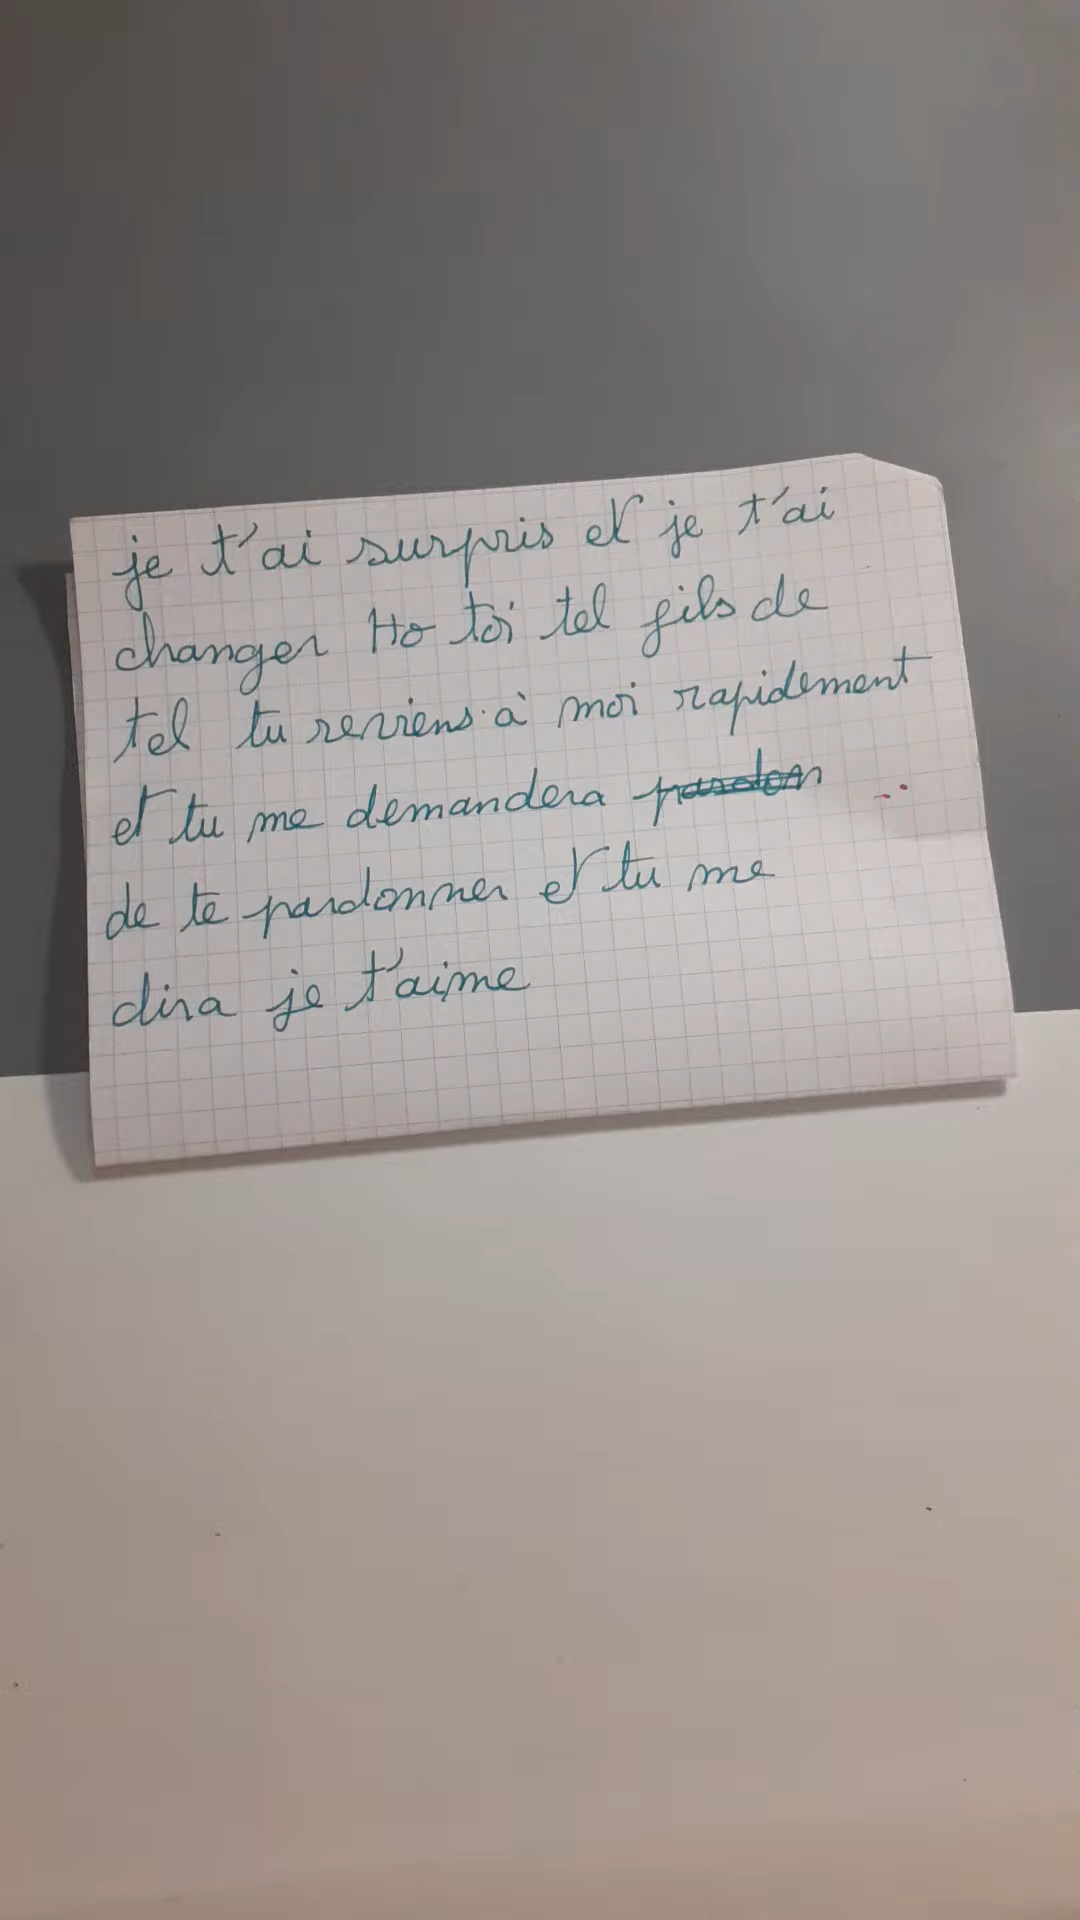 je t'ai surpris et je t'ai
changer Ho toi tel fils de
tel tu reviens à moi rapidement
et tu me demandera pardon
de te pardonner et tu me
dira je t'aime